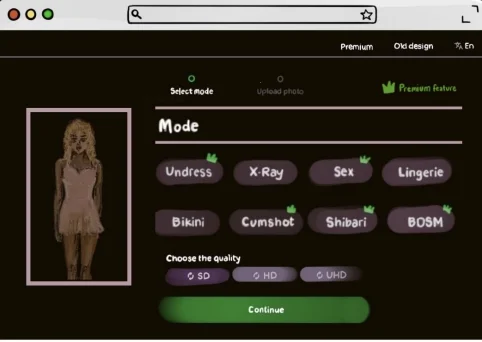 Premium Old design En
Select mode Upload photo Premium feature
Mode
Undress X-Ray Sex Lingerie
Bikini Cumshot Shibari BDSM
Choose the quality
SD HD UHD
Continue